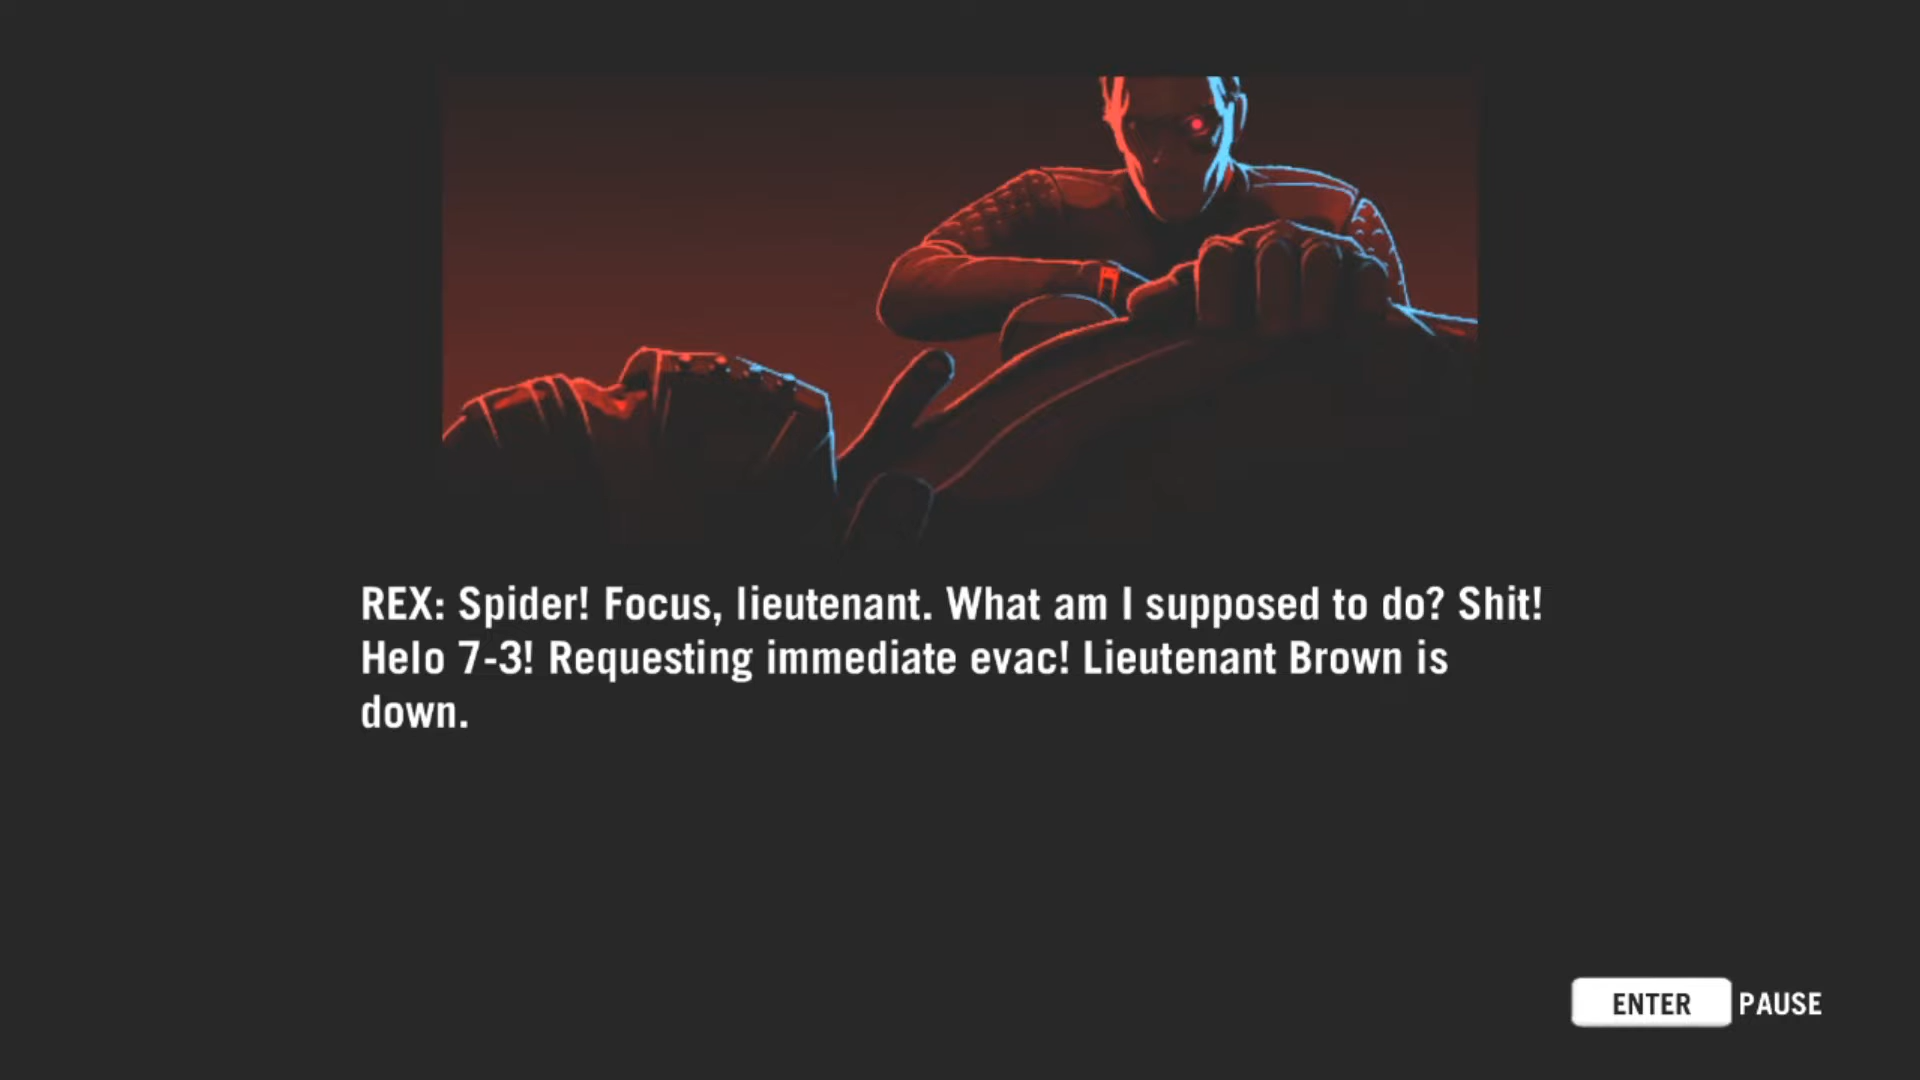 REX: Spider! Focus, lieutenant. What am I supposed to do? Shit!
Helo 7-3! Requesting immediate evac! Lieutenant Brown is
down.
ENTER PAUSE